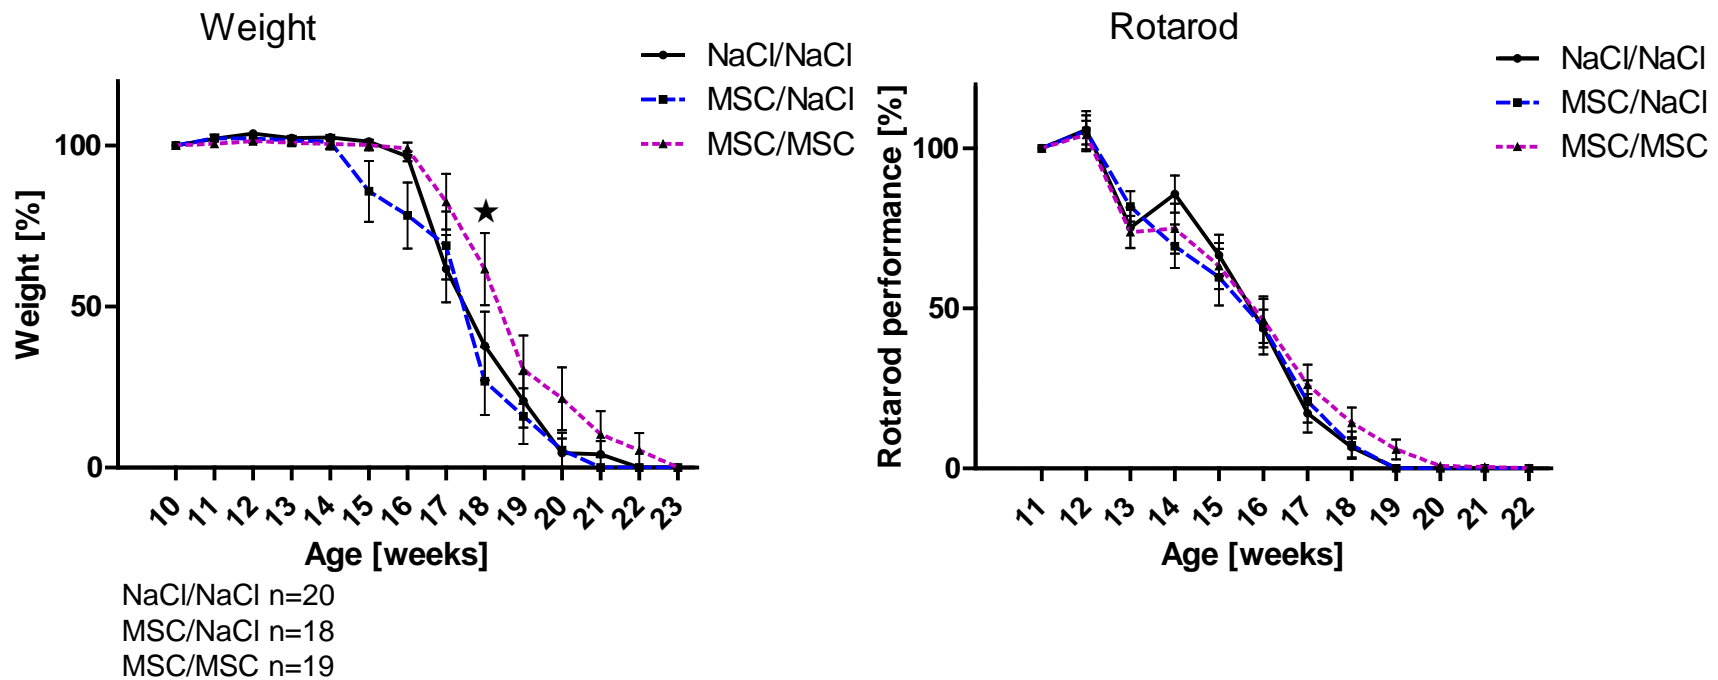 Weight
NaCl/NaCl
MSC/NaCl
MSC/MSC
Weight [%]
100
50
0
10 11 12 13 14 15 16 17 18 19 20 21 22 23
Age [weeks]
NaCl/NaCl n=20
MSC/NaCl n=18
MSC/MSC n=19
Rotarod
NaCl/NaCl
MSC/NaCl
MSC/MSC
Rotarod performance [%]
100
50
0
11 12 13 14 15 16 17 18 19 20 21 22
Age [weeks]